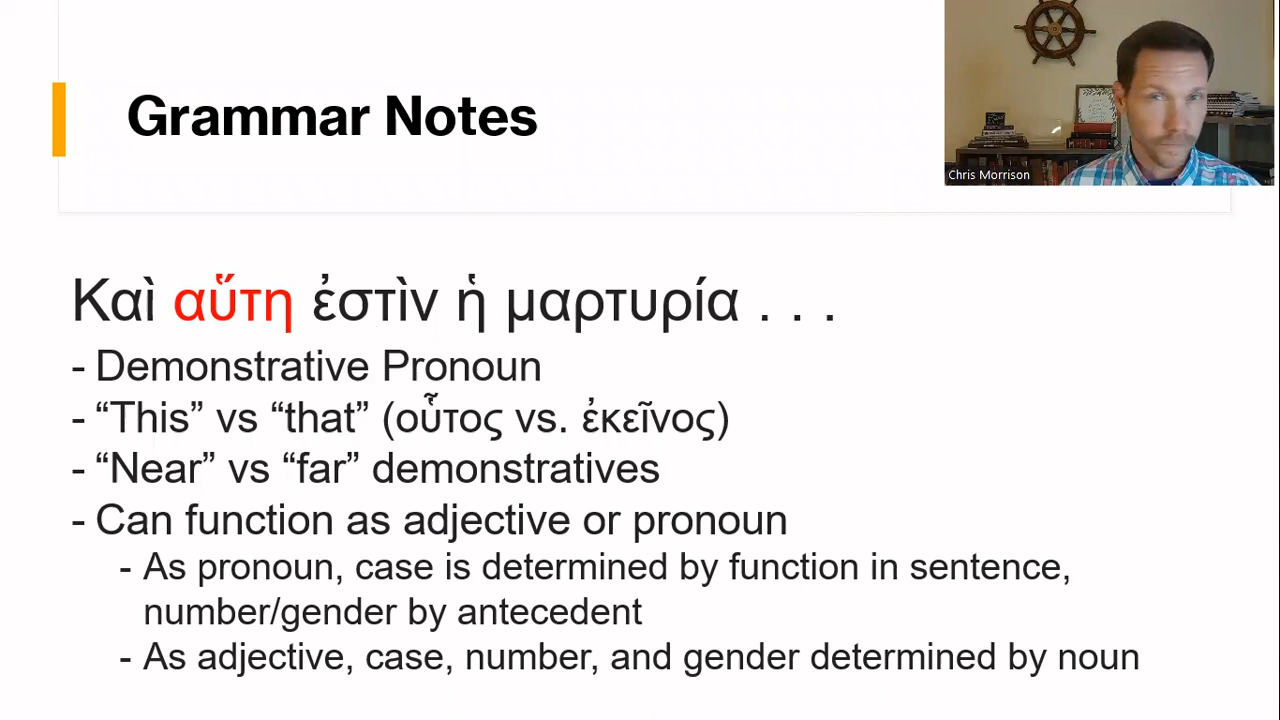 Grammar Notes
Chris Morrison
Καὶ αὕτη ἐστὶν ἡ μαρτυρία . . .
- Demonstrative Pronoun
- “This” vs “that” (οὗτος vs. ἐκεῖνος)
- “Near” vs “far” demonstratives
- Can function as adjective or pronoun
- As pronoun, case is determined by function in sentence,
number/gender by antecedent
- As adjective, case, number, and gender determined by noun